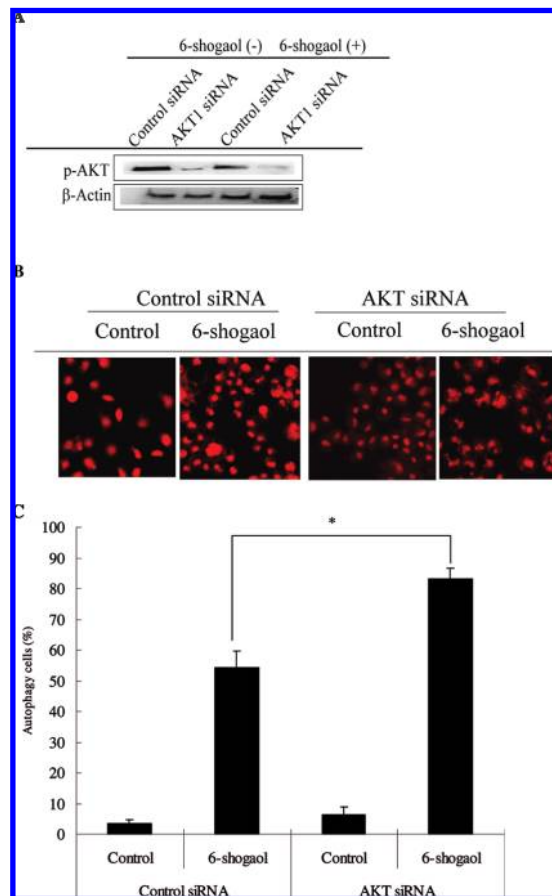 A
6-shogaol (-) 6-shogaol (+)
Control siRNA AKT1 siRNA Control siRNA AKT1 siRNA
p-AKT
β-Actin
B
Control siRNA AKT siRNA
Control 6-shogaol Control 6-shogaol
C
*
100
90
80
70
60
50
40
30
20
10
0
Autophagy cells (%)
Control 6-shogaol Control 6-shogaol
Control siRNA AKT siRNA